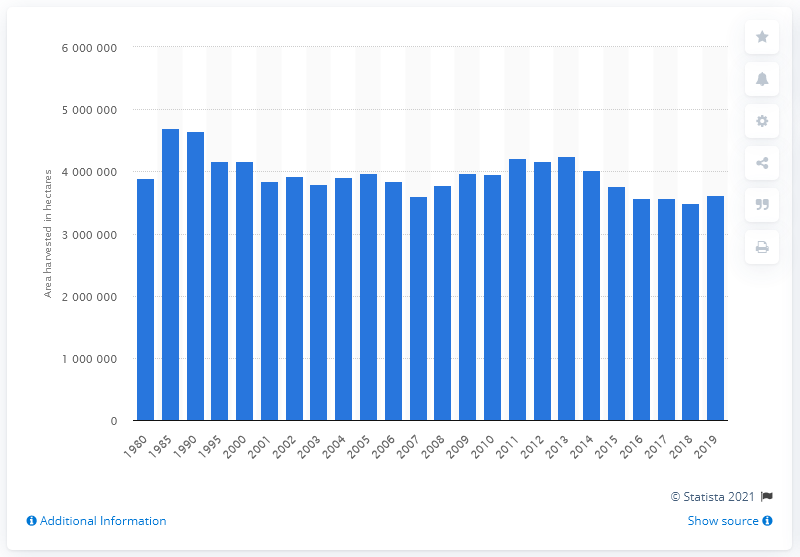 6 000 000
5 000 000
4 000 000
3 000 000
2 000 000
1 000 000
0
Area harvested in hectares
1980 1985 1990 1995 2000 2001 2002 2003 2004 2005 2006 2007 2008 2009 2010 2011 2012 2013 2014 2015 2016 2017 2018 2019
© Statista 2021
Additional Information Show source